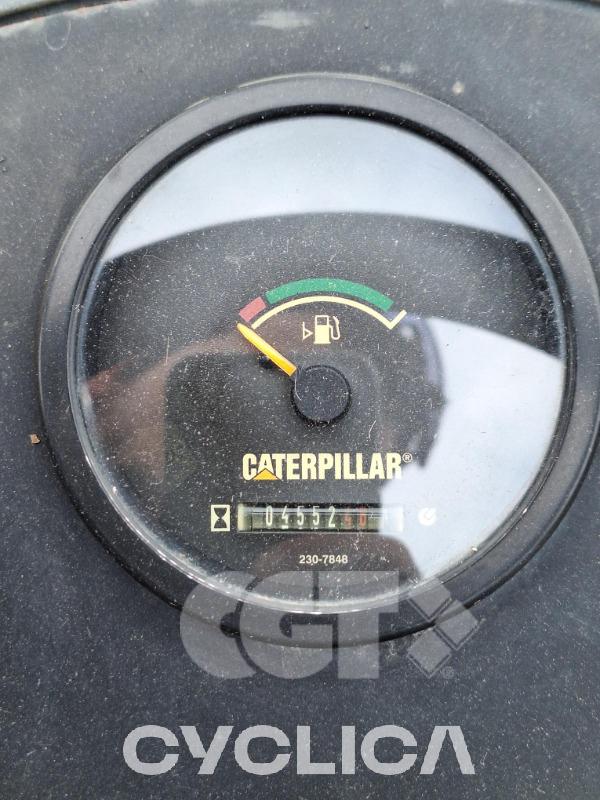 CATERPILLAR®
04552
230-7848
CGT
CYCLICA